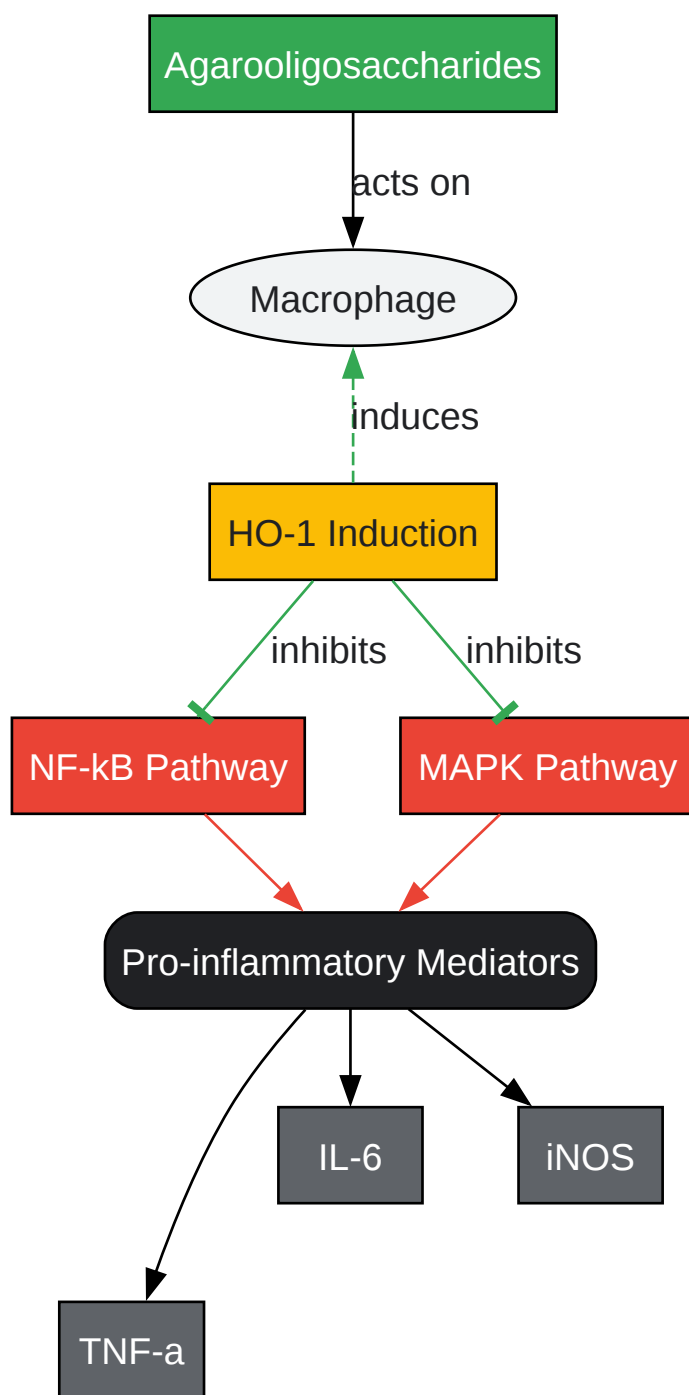 Agarooligosaccharides
acts on
Macrophage
induces
HO-1 Induction
inhibits
inhibits
NF-kB Pathway
MAPK Pathway
Pro-inflammatory Mediators
IL-6
iNOS
TNF-a